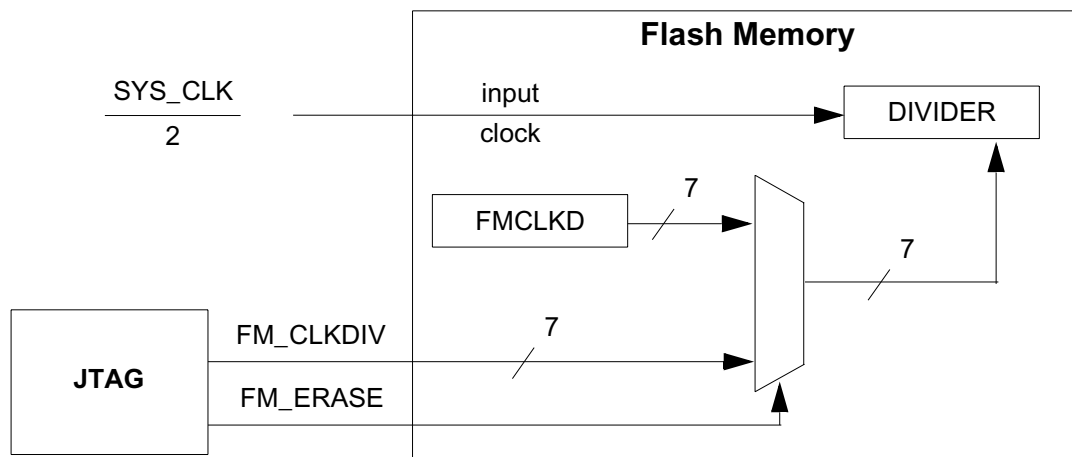 Flash Memory
SYS_CLK
2
input
clock
DIVIDER
7
FMCLKD
7
7
FM_CLKDIV
JTAG
FM_ERASE